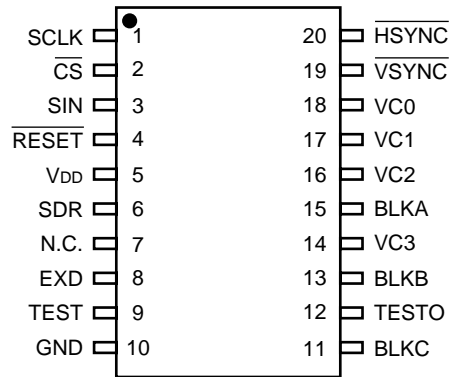 SCLK 1 20 HSYNC
CS 2 19 VSYNC
SIN 3 18 VC0
RESET 4 17 VC1
VDD 5 16 VC2
SDR 6 15 BLKA
N.C. 7 14 VC3
EXD 8 13 BLKB
TEST 9 12 TESTO
GND 10 11 BLKC